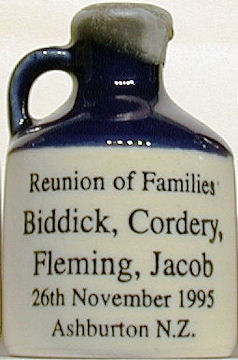 Reunion of Families
Biddick, Cordery,
Fleming, Jacob
26th November 1995
Ashburton N.Z.